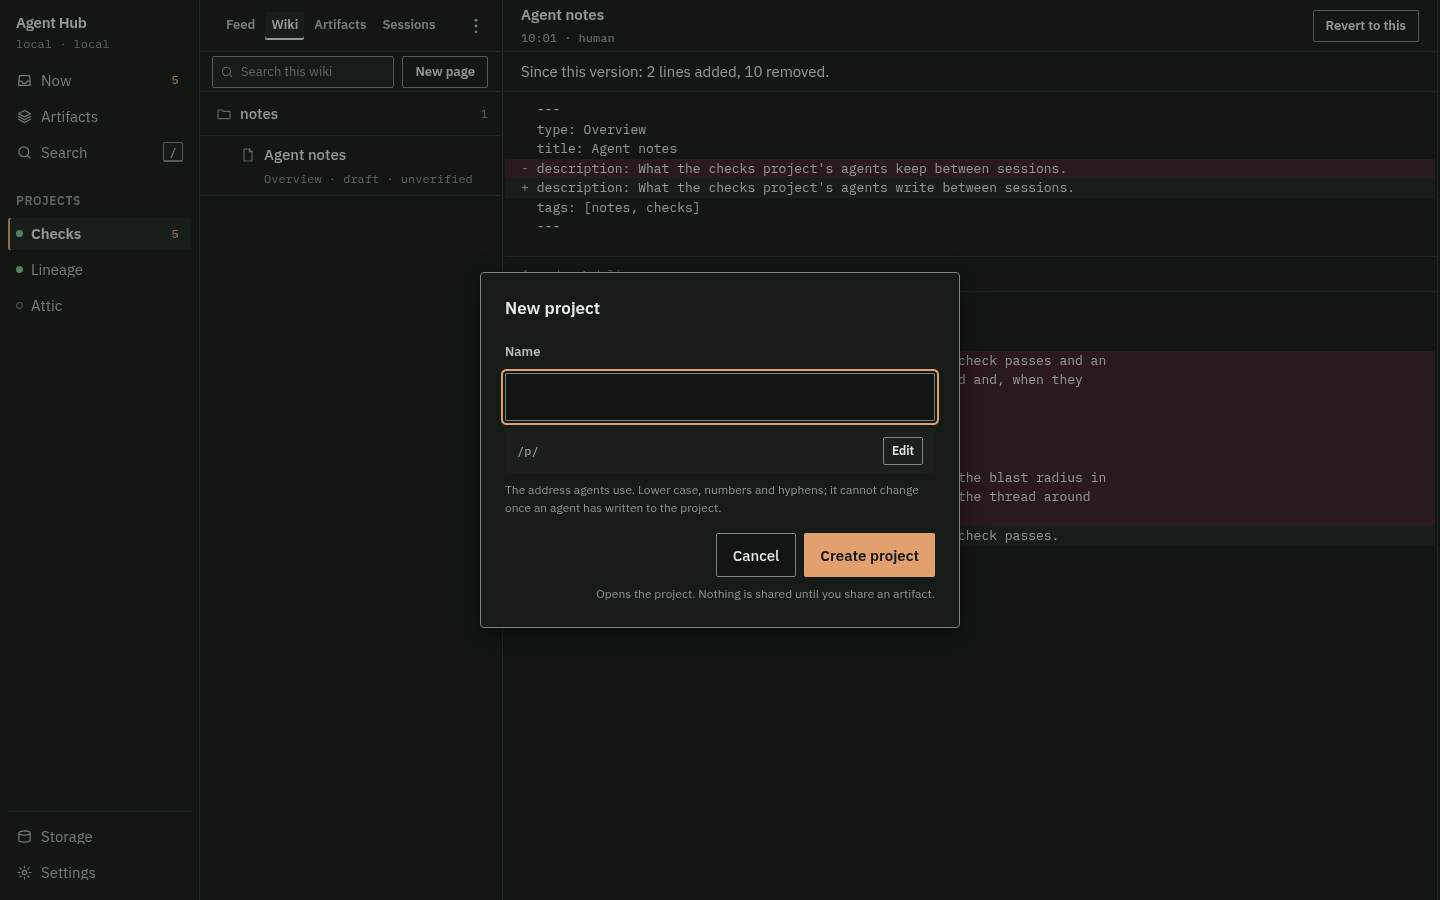 Agent Hub
local · local
Now 5
Artifacts
Search /
PROJECTS
Checks 5
Lineage
Attic
Storage
Settings
Feed Wiki Artifacts Sessions
Search this wiki New page
notes 1
Agent notes
Overview · draft · unverified
Agent notes
10:01 · human
Revert to this
Since this version: 2 lines added, 10 removed.
---
type: Overview
title: Agent notes
- description: What the checks project's agents keep between sessions.
+ description: What the checks project's agents write between sessions.
tags: [notes, checks]
---
check passes and an
d and, when they
the blast radius in
the thread around
check passes.
New project
Name
/p/ Edit
The address agents use. Lower case, numbers and hyphens; it cannot change
once an agent has written to the project.
Cancel Create project
Opens the project. Nothing is shared until you share an artifact.